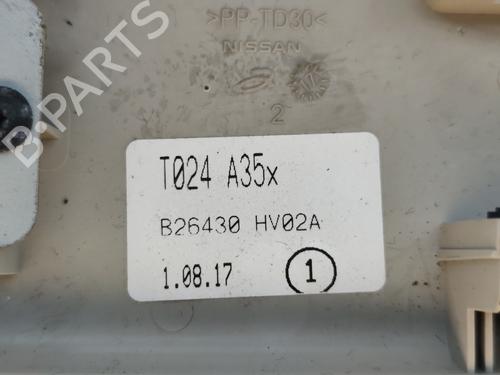 >PP-TD30<
NISSAN
2
T024 A35x
B26430 HV02A
1.08.17 1
B-PARTS